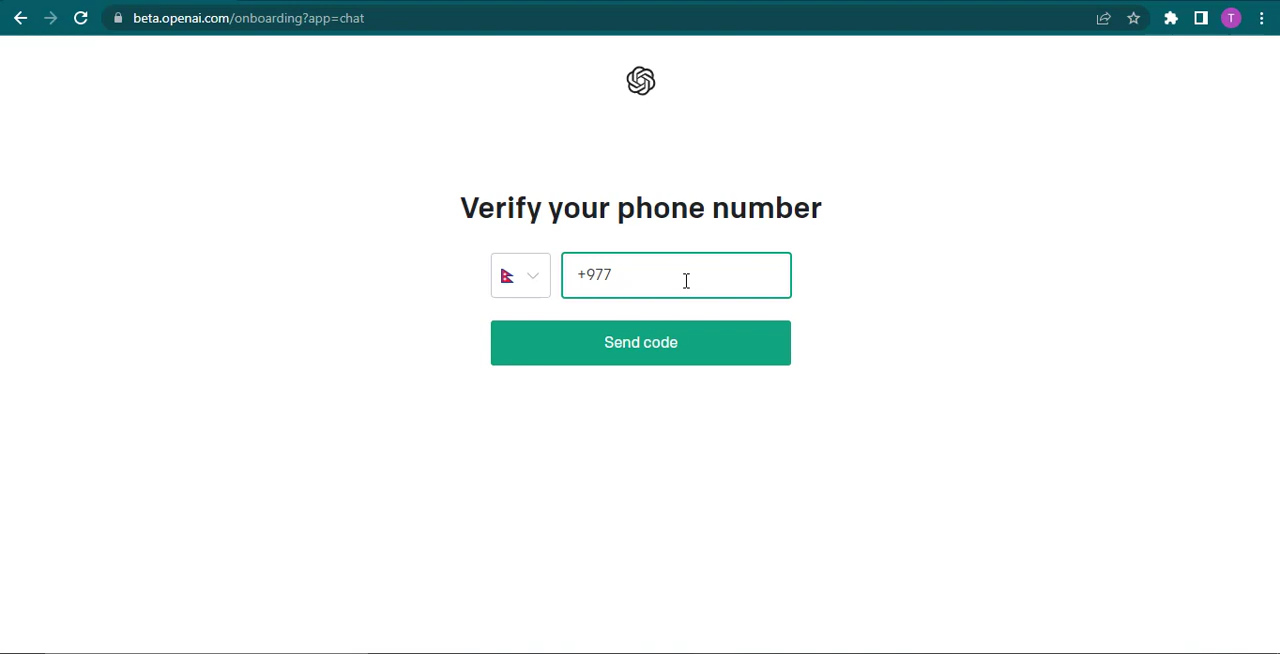 beta.openai.com/onboarding?app=chat
T
Verify your phone number
+977
Send code